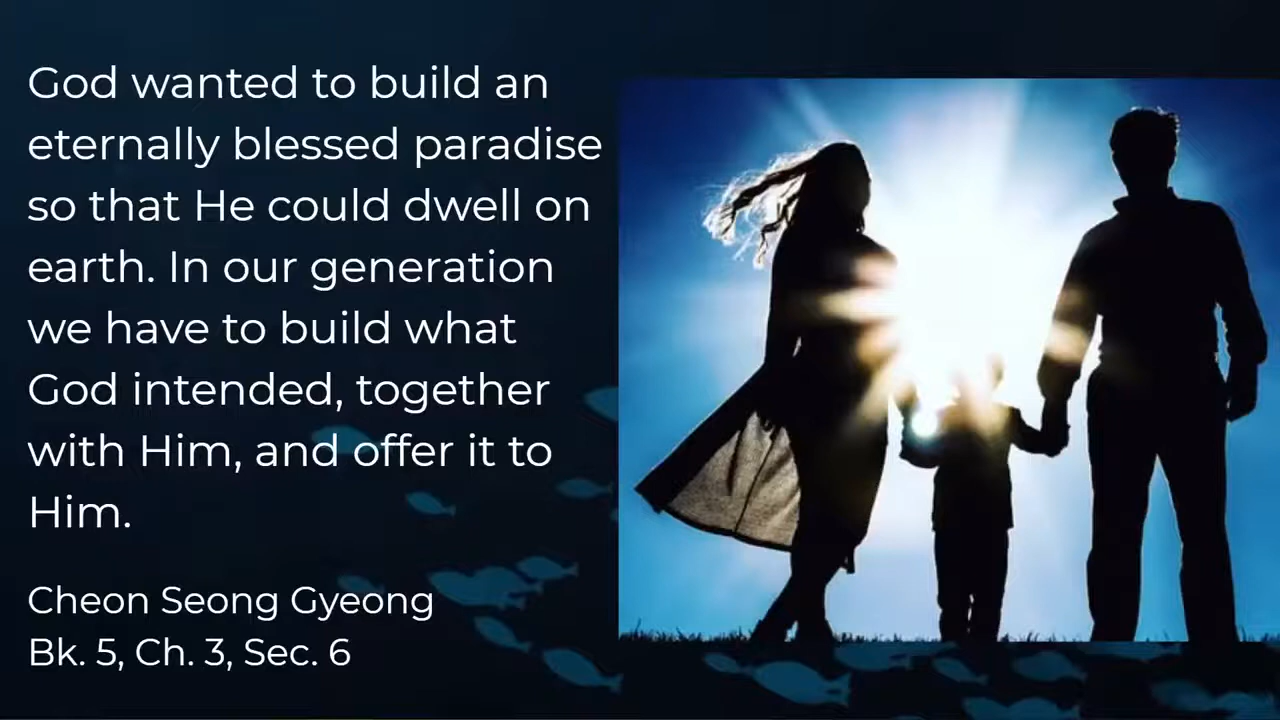 God wanted to build an
eternally blessed paradise
so that He could dwell on
earth. In our generation
we have to build what
God intended, together
with Him, and offer it to
Him.
Cheon Seong Gyeong
Bk. 5, Ch. 3, Sec. 6